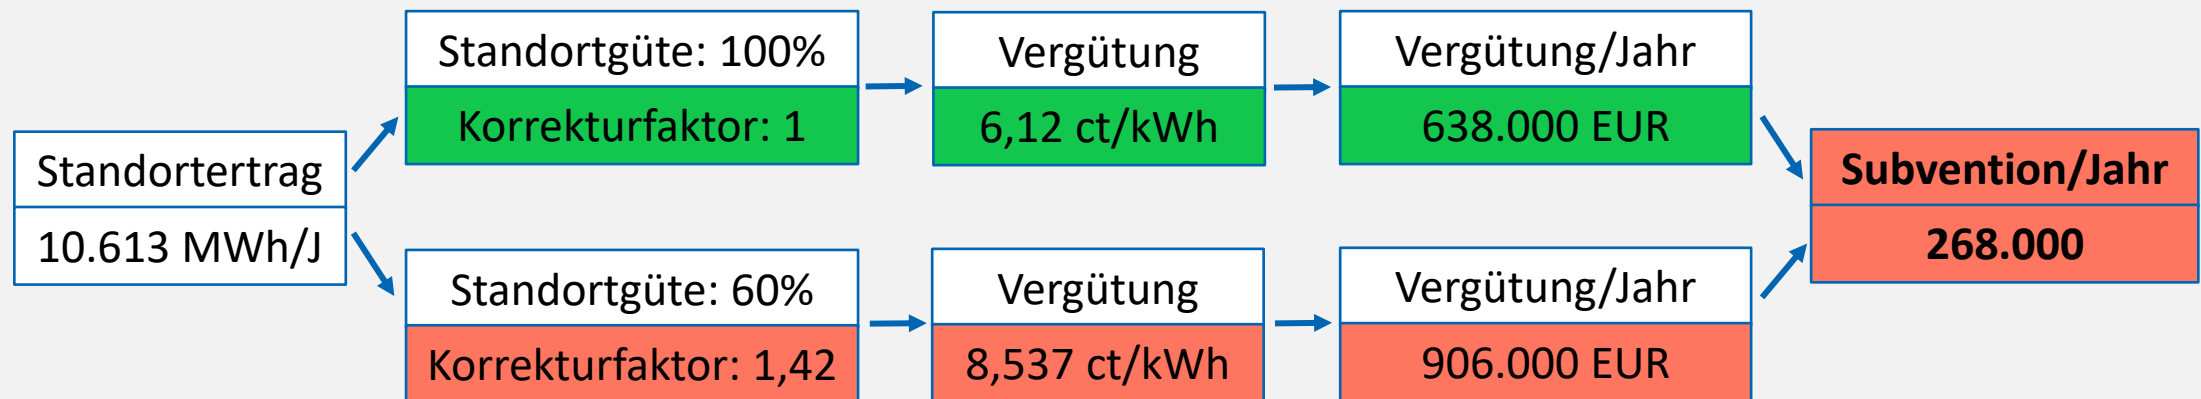 Standortertrag
10.613 MWh/J
Standortgüte: 100%
Korrekturfaktor: 1
Vergütung
6,12 ct/kWh
Vergütung/Jahr
638.000 EUR
Standortgüte: 60%
Korrekturfaktor: 1,42
Vergütung
8,537 ct/kWh
Vergütung/Jahr
906.000 EUR
Subvention/Jahr
268.000